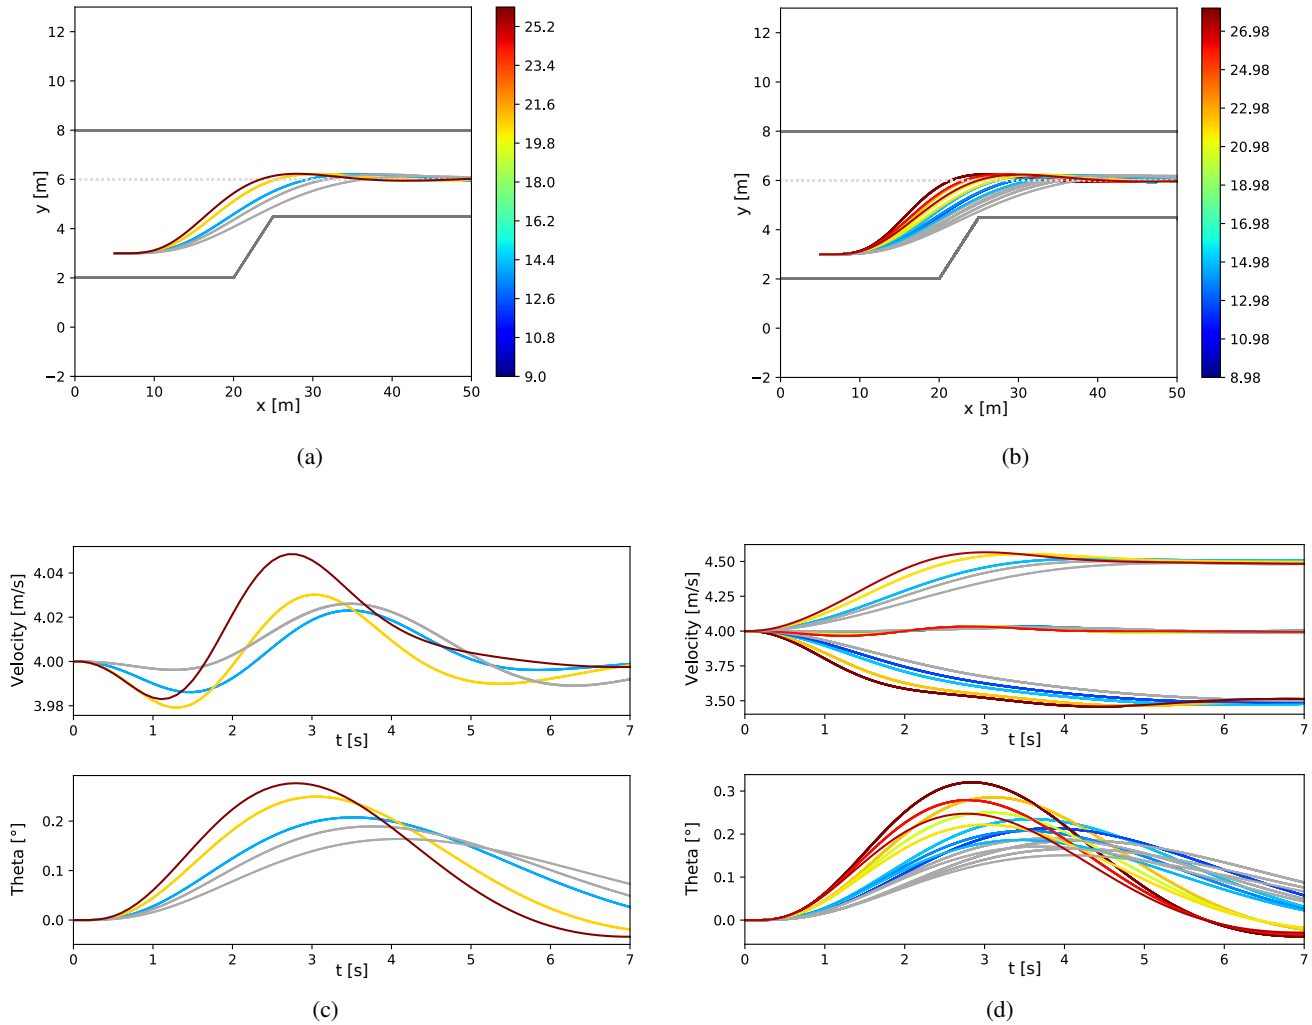 12
10
8
6
4
2
0
−2
y [m]
0 10 20 30 40 50
x [m]
25.2
23.4
21.6
19.8
18.0
16.2
14.4
12.6
10.8
9.0
(a)
12
10
8
6
4
2
0
−2
y [m]
0 10 20 30 40 50
x [m]
26.98
24.98
22.98
20.98
18.98
16.98
14.98
12.98
10.98
8.98
(b)
4.04
4.02
4.00
3.98
Velocity [m/s]
0 1 2 3 4 5 6 7
t [s]
0.2
0.1
0.0
Theta [°]
0 1 2 3 4 5 6 7
t [s]
(c)
4.50
4.00
3.75
3.50
Velocity [m/s]
0 1 2 3 4 5 6 7
t [s]
0.3
0.2
0.1
0.0
Theta [°]
0 1 2 3 4 5 6 7
t [s]
(d)